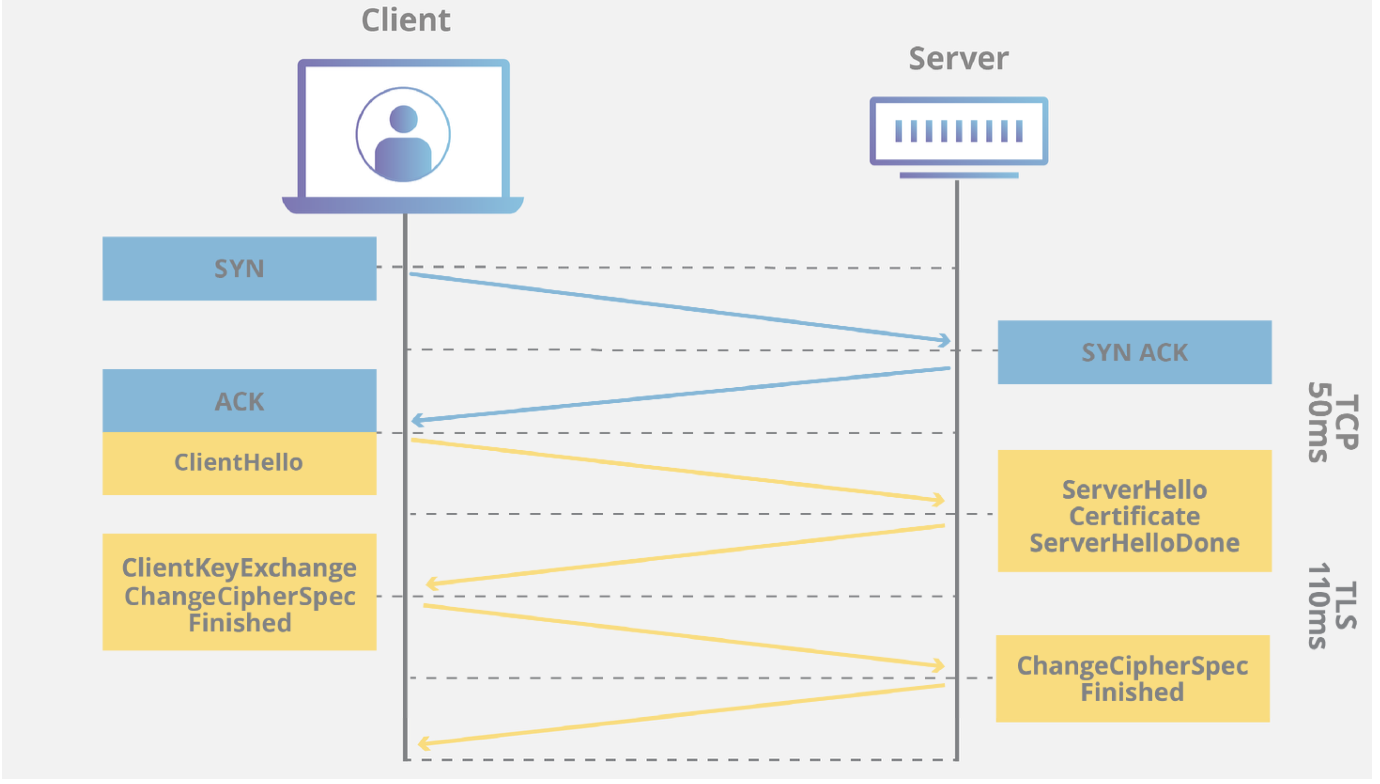 Client
Server
SYN
SYN ACK
ACK
ClientHello
ServerHello
Certificate
ServerHelloDone
TCP
50ms
ClientKeyExchange
ChangeCipherSpec
Finished
TLS
110ms
ChangeCipherSpec
Finished